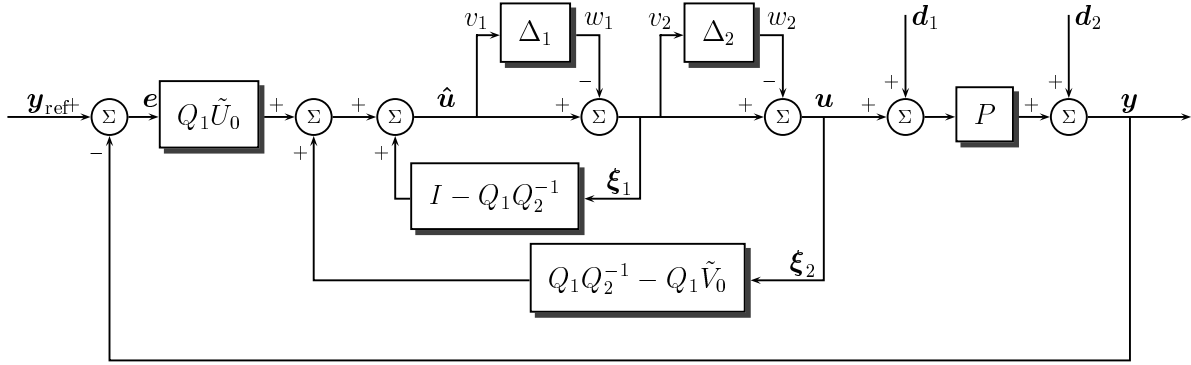 v₁ Δ₁ w₁ v₂ Δ₂ w₂ d₁ d₂
− − + +
y_ref + Σ e Q₁Ũ₀ + Σ + Σ û + Σ + Σ u + Σ P + Σ y
− + +
I − Q₁Q₂⁻¹ ξ₁
Q₁Q₂⁻¹ − Q₁Ṽ₀ ξ₂